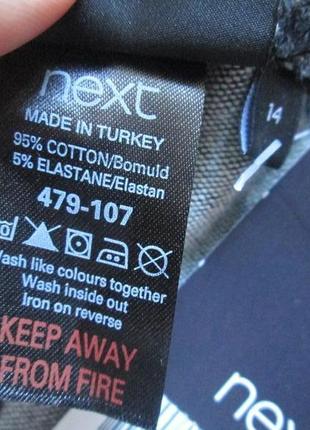 next
MADE IN TURKEY
95% COTTON/Bomuld
5% ELASTANE/Elastan
479-107
Wash like colours together
Wash inside out
Iron on reverse
KEEP AWAY
FROM FIRE
14
next